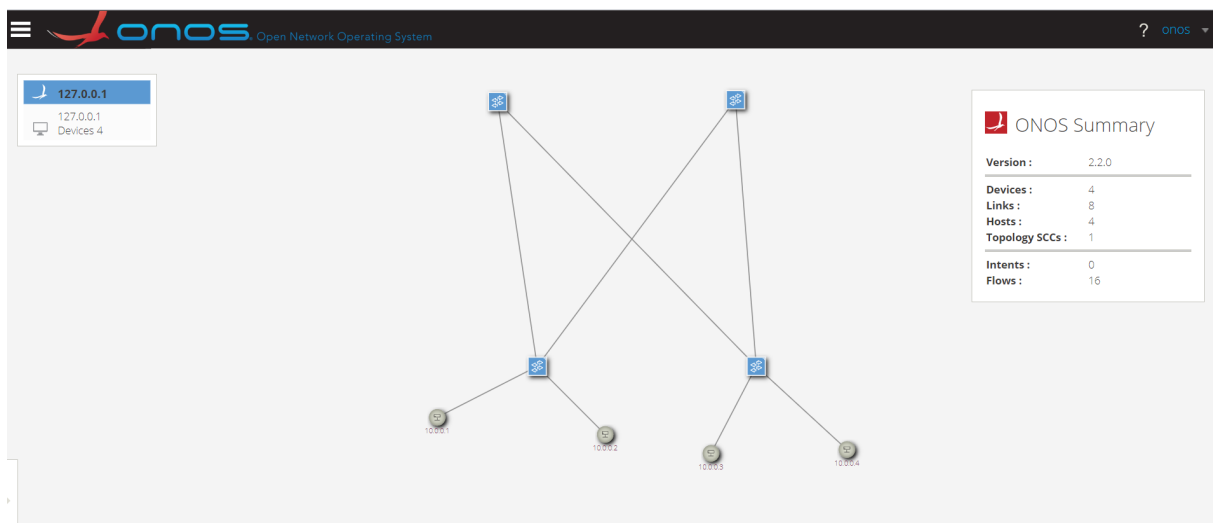 onos Open Network Operating System
? onos
127.0.0.1
127.0.0.1
Devices 4
ONOS Summary
Version : 2.2.0
Devices : 4
Links : 8
Hosts : 4
Topology SCCs : 1
Intents : 0
Flows : 16
10.0.0.1
10.0.0.2
10.0.0.3
10.0.0.4